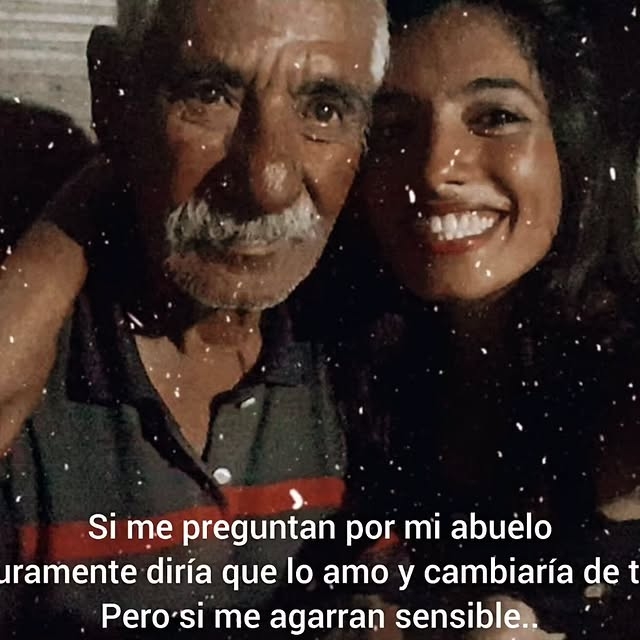 Si me preguntan por mi abuelo
uramente diría que lo amo y cambiaría de t
Pero si me agarran sensible..